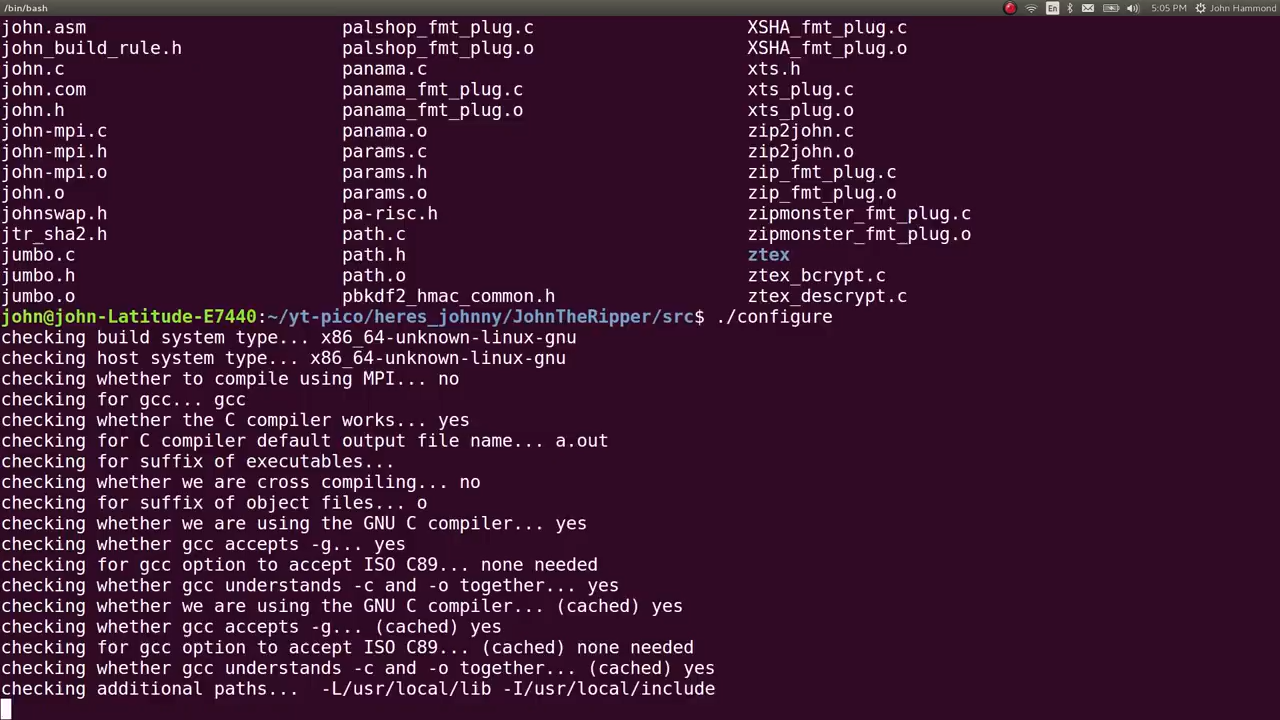 /bin/bash En 5:05 PM John Hammond
john.asm palshop_fmt_plug.c XSHA_fmt_plug.c
john_build_rule.h palshop_fmt_plug.o XSHA_fmt_plug.o
john.c panama.c xts.h
john.com panama_fmt_plug.c xts_plug.c
john.h panama_fmt_plug.o xts_plug.o
john-mpi.c panama.o zip2john.c
john-mpi.h params.c zip2john.o
john-mpi.o params.h zip_fmt_plug.c
john.o params.o zip_fmt_plug.o
johnswap.h pa-risc.h zipmonster_fmt_plug.c
jtr_sha2.h path.c zipmonster_fmt_plug.o
jumbo.c path.h ztex
jumbo.h path.o ztex_bcrypt.c
jumbo.o pbkdf2_hmac_common.h ztex_descrypt.c
john@john-Latitude-E7440:~/yt-pico/heres_johnny/JohnTheRipper/src$ ./configure
checking build system type... x86_64-unknown-linux-gnu
checking host system type... x86_64-unknown-linux-gnu
checking whether to compile using MPI... no
checking for gcc... gcc
checking whether the C compiler works... yes
checking for C compiler default output file name... a.out
checking for suffix of executables...
checking whether we are cross compiling... no
checking for suffix of object files... o
checking whether we are using the GNU C compiler... yes
checking whether gcc accepts -g... yes
checking for gcc option to accept ISO C89... none needed
checking whether gcc understands -c and -o together... yes
checking whether we are using the GNU C compiler... (cached) yes
checking whether gcc accepts -g... (cached) yes
checking for gcc option to accept ISO C89... (cached) none needed
checking whether gcc understands -c and -o together... (cached) yes
checking additional paths...  -L/usr/local/lib -I/usr/local/include